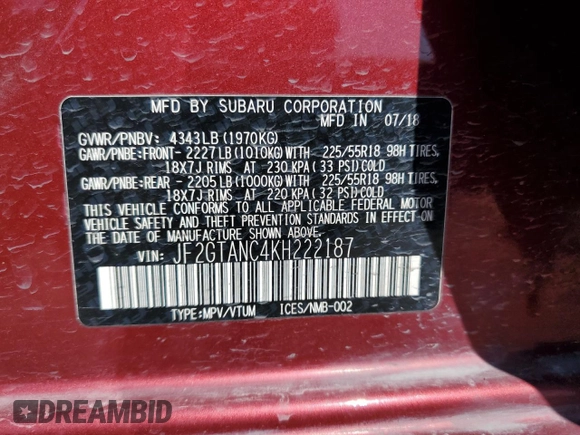 MFD BY SUBARU CORPORATION
MFD IN 07/18
GVWR/PNBV: 4343LB(1970KG)
GAWR/PNBE:FRONT- 2227LB(1010KG)WITH 225/55R18 98H TIRES,
18X7J RIMS AT 230 KPA( 33 PSI)COLD
GAWR/PNBE:REAR - 2205LB(1000KG)WITH 225/55R18 98H TIRES,
18X7J RIMS AT 220 KPA( 32 PSI)COLD
THIS VEHICLE CONFORMS TO ALL APPLICABLE FEDERAL MOTOR
VEHICLE SAFETY AND THEFT PREVENTION STANDARDS IN EFFECT ON
THE DATE OF MANUFACTURE SHOWN ABOVE.
VIN: JF2GTANC4KH222187
TYPE:MPV/VTUM ICES/NMB-002
DREAMBID